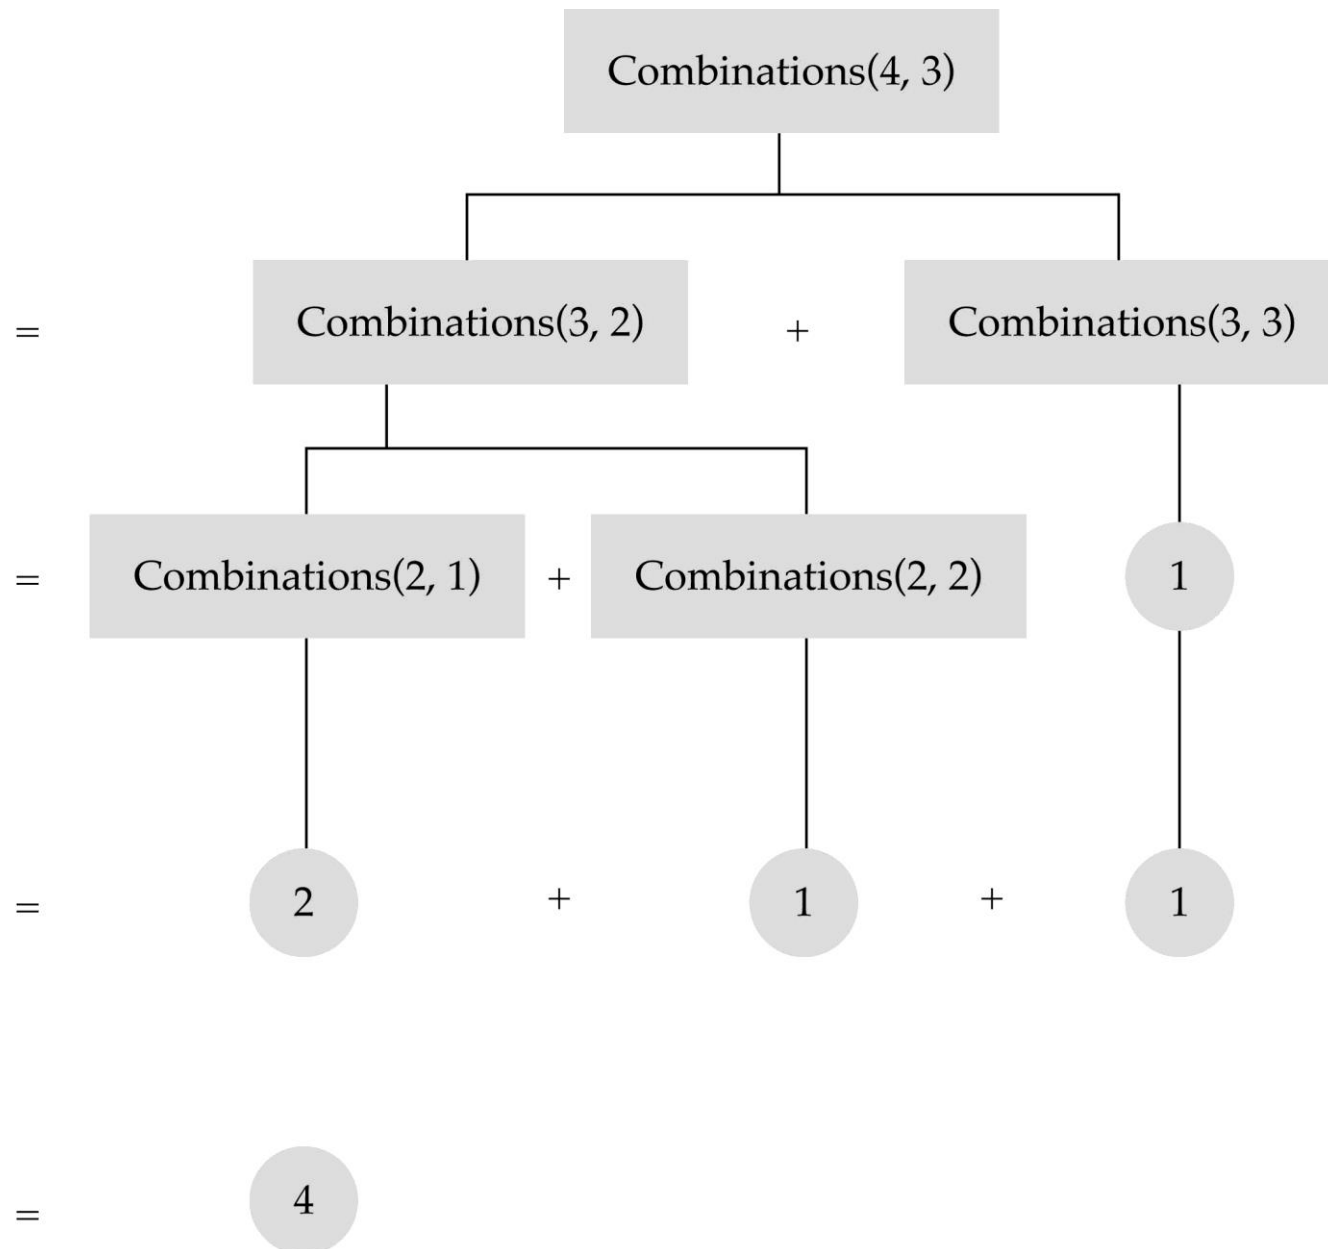 Combinations(4, 3)
= Combinations(3, 2) + Combinations(3, 3)
= Combinations(2, 1) + Combinations(2, 2) 1
= 2 + 1 + 1
= 4